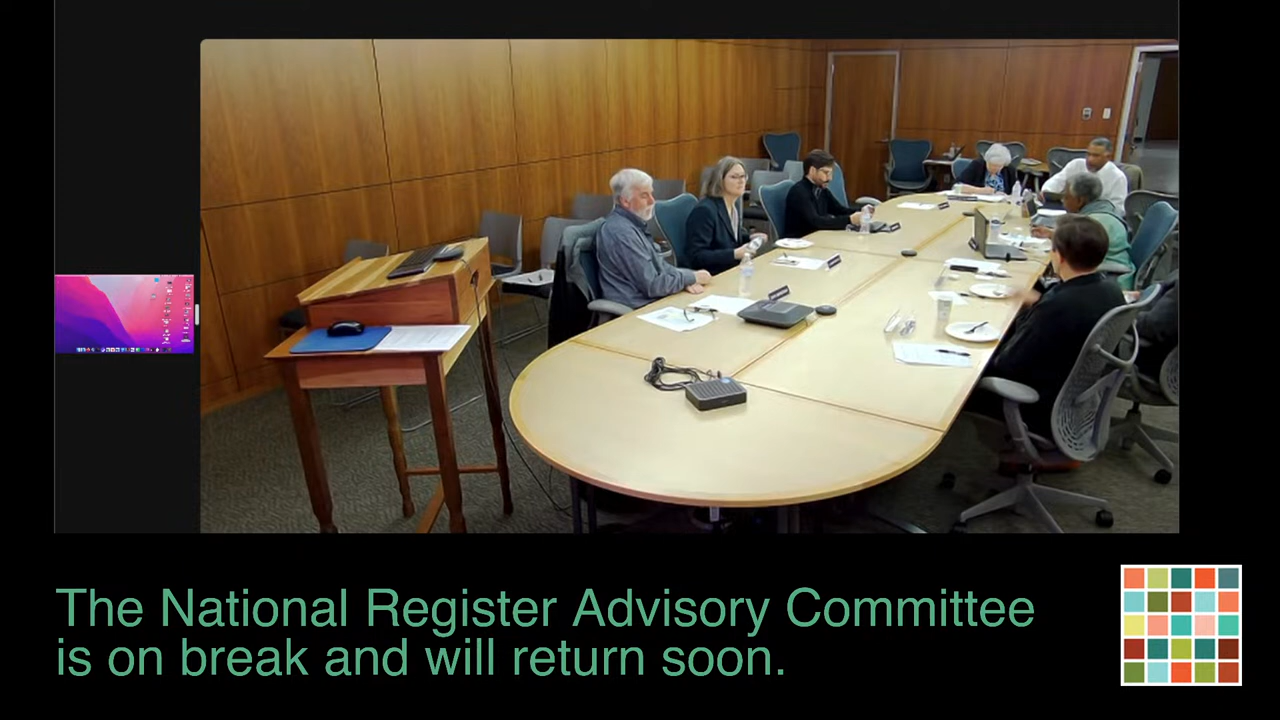 The National Register Advisory Committee
is on break and will return soon.